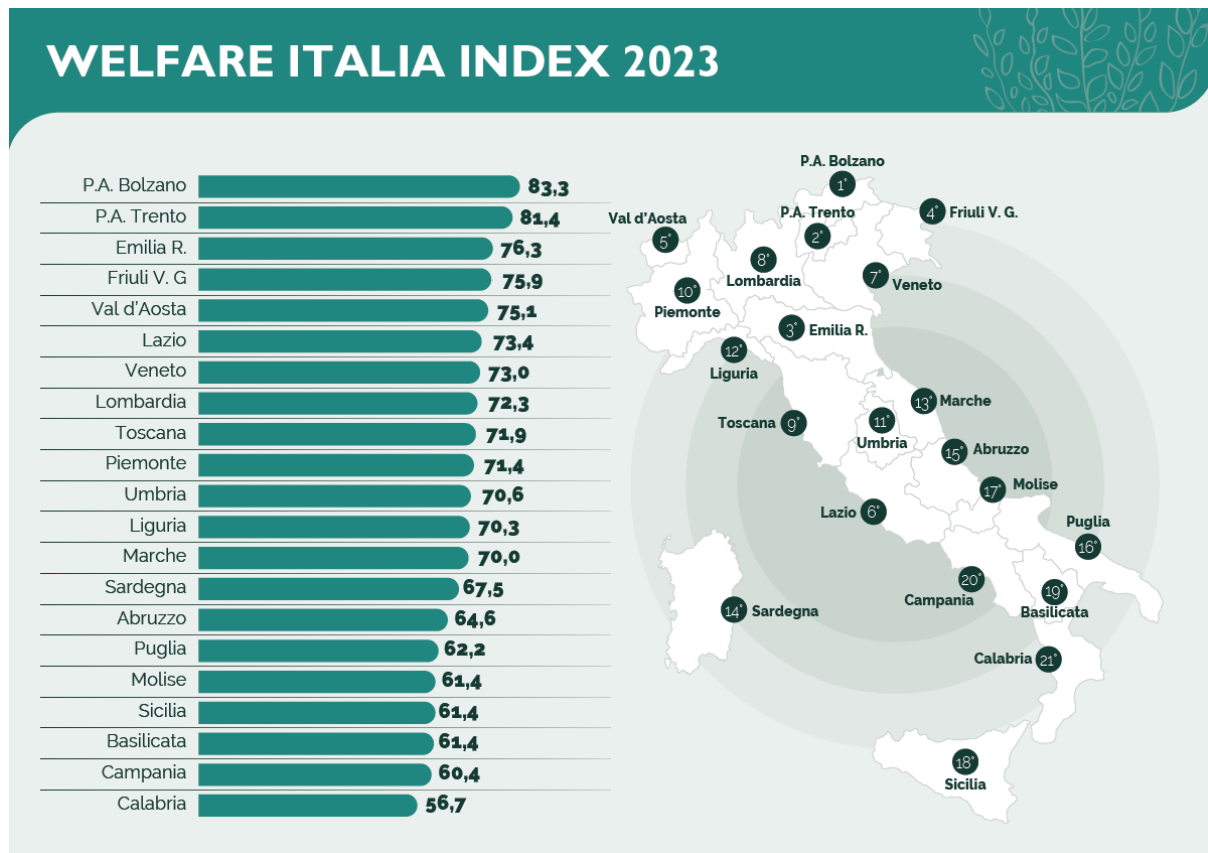 WELFARE ITALIA INDEX 2023
P.A. Bolzano 83,3
P.A. Trento 81,4
Emilia R. 76,3
Friuli V. G 75,9
Val d'Aosta 75,1
Lazio 73,4
Veneto 73,0
Lombardia 72,3
Toscana 71,9
Piemonte 71,4
Umbria 70,6
Liguria 70,3
Marche 70,0
Sardegna 67,5
Abruzzo 64,6
Puglia 62,2
Molise 61,4
Sicilia 61,4
Basilicata 61,4
Campania 60,4
Calabria 56,7
P.A. Bolzano
1°
P.A. Trento
2°
4° Friuli V. G.
Val d'Aosta
5°
8°
Lombardia
7° Veneto
10°
Piemonte
3° Emilia R.
12°
Liguria
13° Marche
Toscana 9°
11°
Umbria
15° Abruzzo
17° Molise
Lazio 6°
Puglia
16°
20°
Campania
19°
Basilicata
14° Sardegna
Calabria 21°
18°
Sicilia